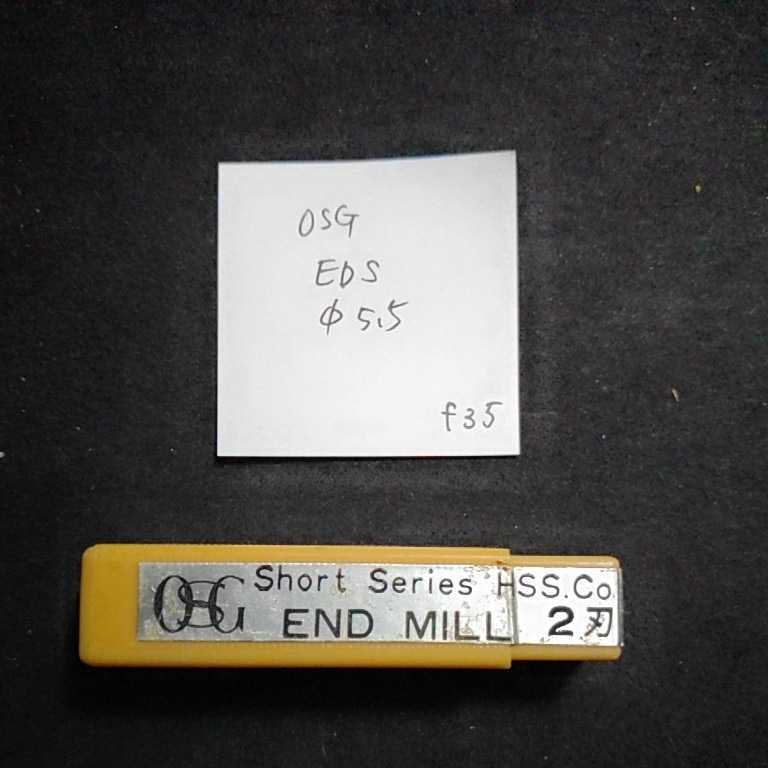 OSG
EDS
φ5.5
f35
OSG Short Series HSS.Co
END MILL 2刃